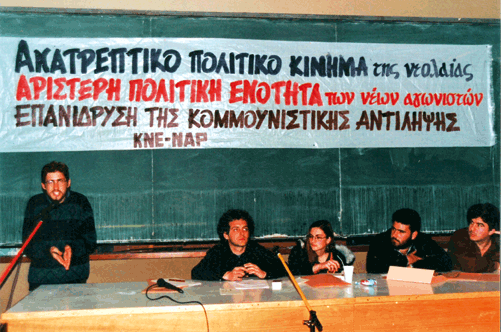 ΑΝΑΤΡΕΠΤΙΚΟ ΠΟΛΙΤΙΚΟ ΚΙΝΗΜΑ της νεολαίας
ΑΡΙΣΤΕΡΗ ΠΟΛΙΤΙΚΗ ΕΝΟΤΗΤΑ των νέων αγωνιστών
ΕΠΑΝΙΔΡΥΣΗ ΤΗΣ ΚΟΜΜΟΥΝΙΣΤΙΚΗΣ ΑΝΤΙΛΗΨΗΣ
ΚΝΕ-ΝΑΡ